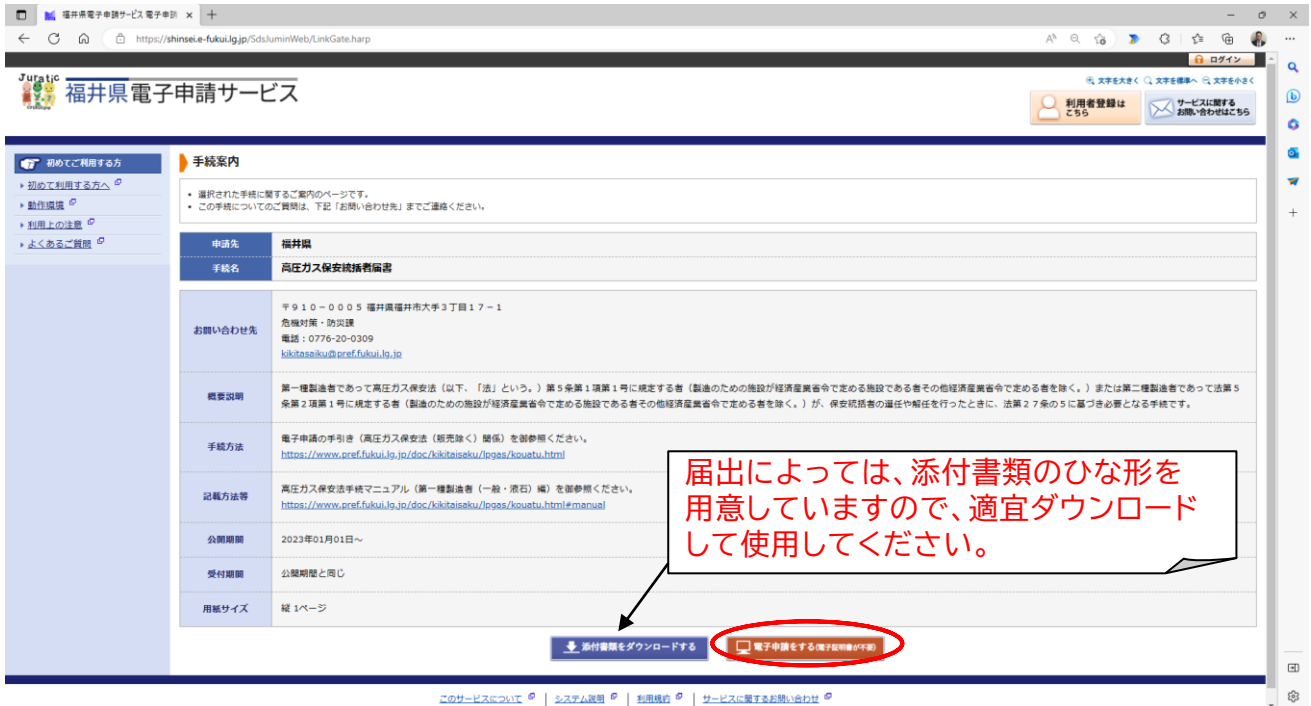 福井県電子申請サービス 電子申請
https://shinsei.e-fukui.lg.jp/SdsJuminWeb/LinkGate.harp
ログイン
Juratic
福井県電子申請サービス
文字を大きく 文字を標準へ 文字を小さく
利用者登録は
こちら
サービスに関する
お問い合わせはこちら
初めてご利用する方
初めて利用する方へ
動作環境
利用上の注意
よくあるご質問
手続案内
・ 選択された手続に関するご案内のページです。
・ この手続についてのご質問は、下記「お問い合わせ先」までご連絡ください。
申請先 福井県
手続名 高圧ガス保安統括者届書
お問い合わせ先
〒910-0005 福井県福井市大手3丁目17-1
危機対策・防災課
電話:0776-20-0309
kikitasaiku@pref.fukui.lg.jp
概要説明
第一種製造者であって高圧ガス保安法(以下、「法」という。)第5条第1項第1号に規定する者(製造のための施設が経済産業省令で定める施設である者その他経済産業省令で定める者を除く。)または第二種製造者であって法第5
条第2項第1号に規定する者(製造のための施設が経済産業省令で定める施設である者その他経済産業省令で定める者を除く。)が、保安統括者の選任や解任を行ったときに、法第27条の5に基づき必要となる手続です。
手続方法
電子申請の手引き(高圧ガス保安法(販売除く)関係)を御参照ください。
https://www.pref.fukui.lg.jp/doc/kikitaisaku/lpgas/kouatu.html
記載方法等
高圧ガス保安法手続マニュアル(第一種製造者(一般・液石)編)を御参照ください。
https://www.pref.fukui.lg.jp/doc/kikitaisaku/lpgas/kouatu.html#manual
公開期間 2023年01月01日~
受付期間 公開期間と同じ
用紙サイズ 縦 1ページ
届出によっては、添付書類のひな形を
用意していますので、適宜ダウンロード
して使用してください。
添付書類をダウンロードする
電子申請をする(電子証明書が不要)
このサービスについて | システム説明 | 利用規約 | サービスに関するお問い合わせ